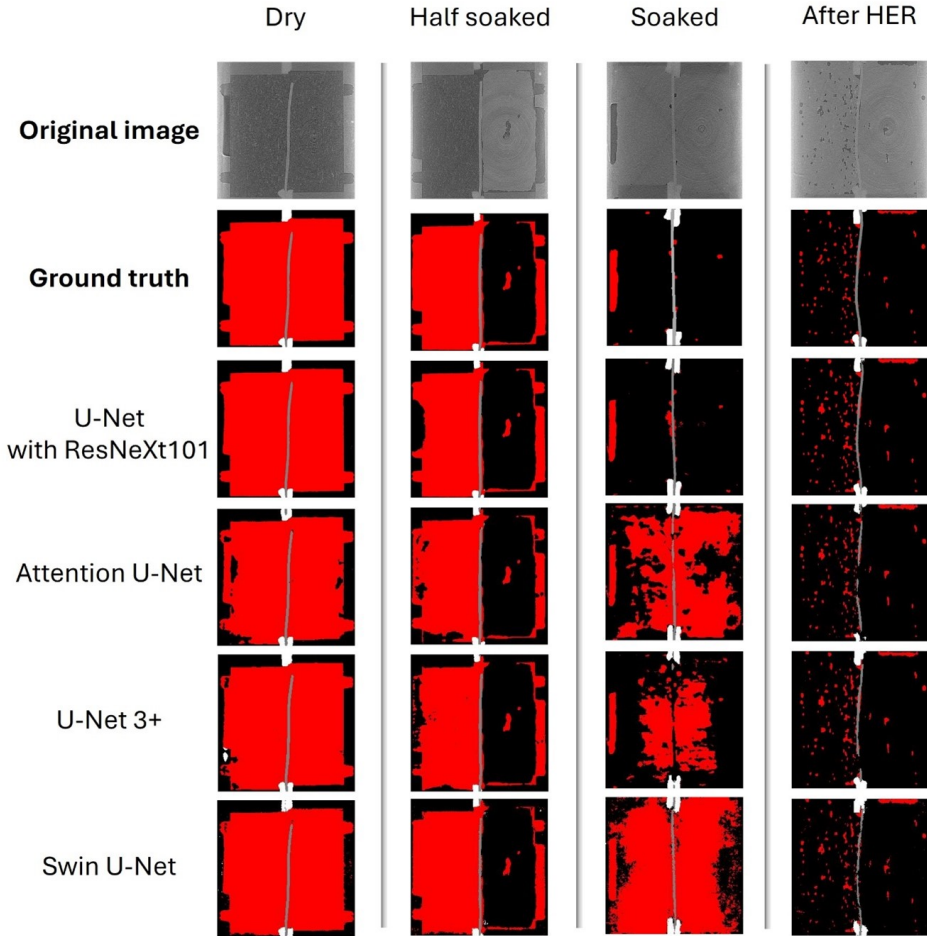 Dry
Half soaked
Soaked
After HER
Original image
Ground truth
U-Net
with ResNeXt101
Attention U-Net
U-Net 3+
Swin U-Net